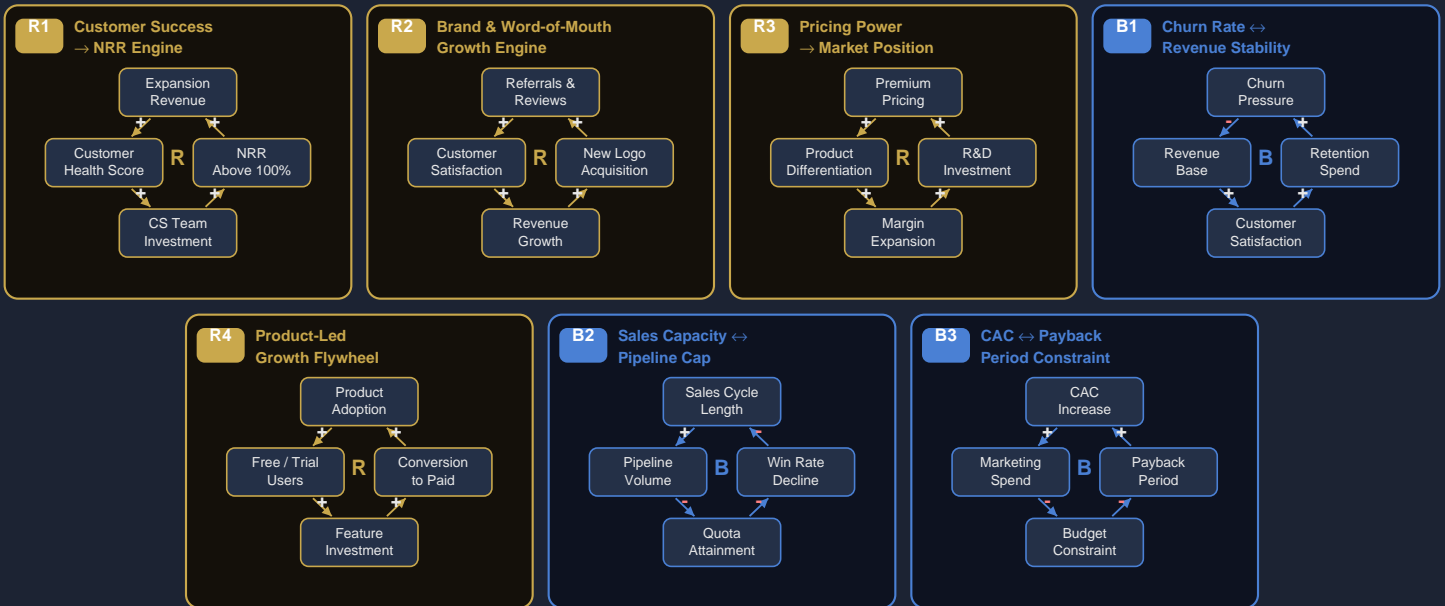 R1
Customer Success
→ NRR Engine
Expansion
Revenue
+
+
Customer
Health Score
R
NRR
Above 100%
+
+
CS Team
Investment
R2
Brand & Word-of-Mouth
Growth Engine
Referrals &
Reviews
+
+
Customer
Satisfaction
R
New Logo
Acquisition
+
+
Revenue
Growth
R3
Pricing Power
→ Market Position
Premium
Pricing
+
+
Product
Differentiation
R
R&D
Investment
+
+
Margin
Expansion
B1
Churn Rate ↔
Revenue Stability
Churn
Pressure
-
+
Revenue
Base
B
Retention
Spend
+
+
Customer
Satisfaction
R4
Product-Led
Growth Flywheel
Product
Adoption
+
+
Free / Trial
Users
R
Conversion
to Paid
+
+
Feature
Investment
B2
Sales Capacity ↔
Pipeline Cap
Sales Cycle
Length
+
-
Pipeline
Volume
B
Win Rate
Decline
-
-
Quota
Attainment
B3
CAC ↔ Payback
Period Constraint
CAC
Increase
+
+
Marketing
Spend
B
Payback
Period
-
-
Budget
Constraint